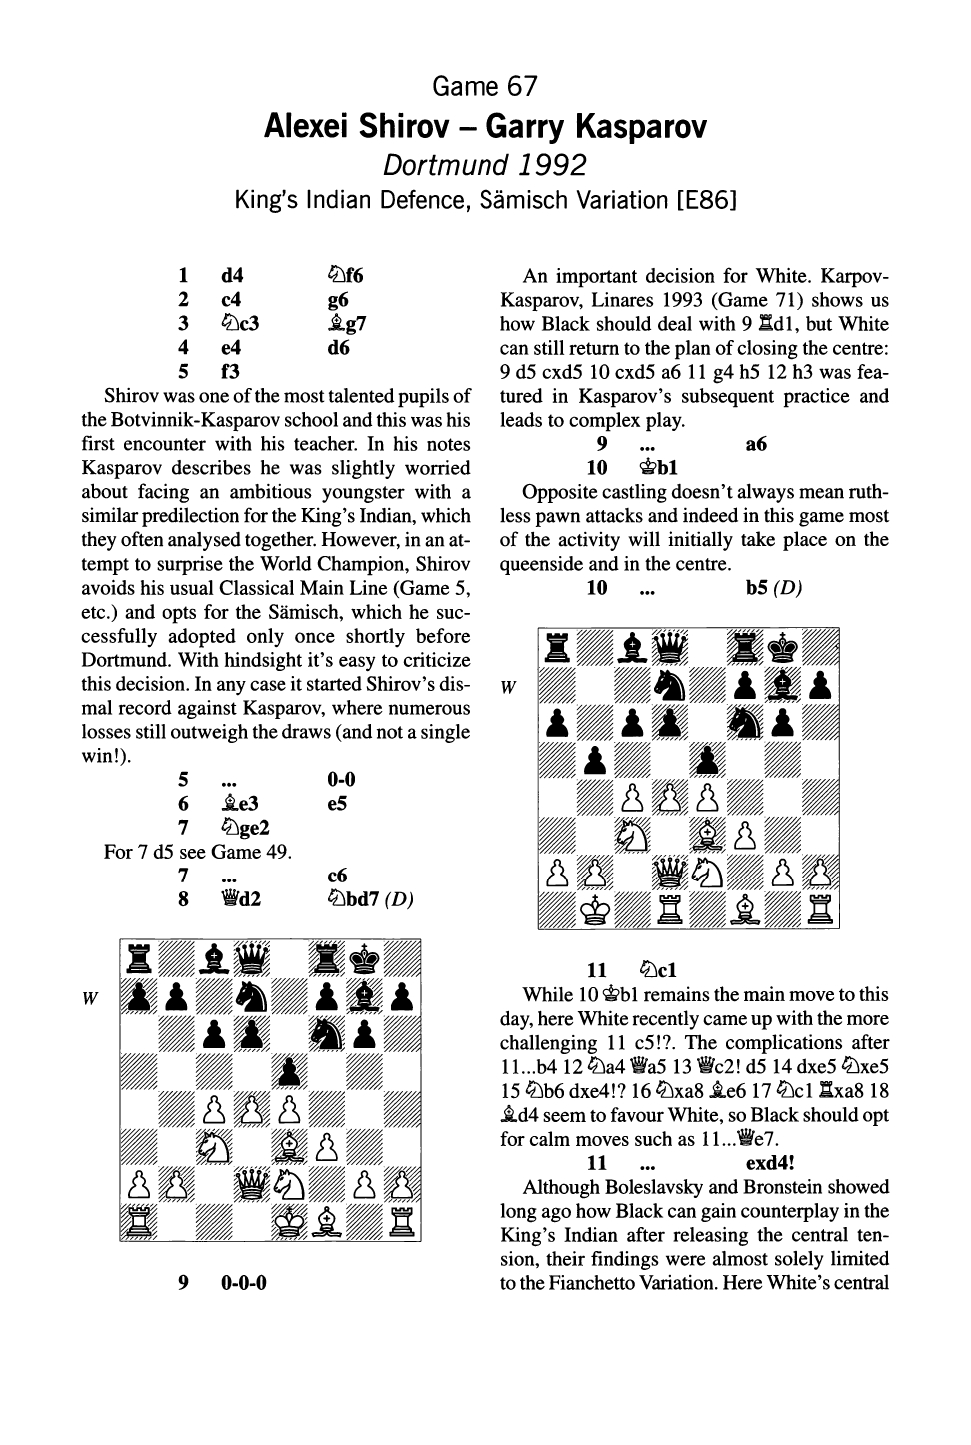 Game 67
Alexei Shirov – Garry Kasparov
Dortmund 1992
King's Indian Defence, Sämisch Variation [E86]
1 d4 ♘f6
2 c4 g6
3 ♘c3 ♗g7
4 e4 d6
5 f3
Shirov was one of the most talented pupils of
the Botvinnik-Kasparov school and this was his
first encounter with his teacher. In his notes
Kasparov describes he was slightly worried
about facing an ambitious youngster with a
similar predilection for the King's Indian, which
they often analysed together. However, in an at-
tempt to surprise the World Champion, Shirov
avoids his usual Classical Main Line (Game 5,
etc.) and opts for the Sämisch, which he suc-
cessfully adopted only once shortly before
Dortmund. With hindsight it's easy to criticize
this decision. In any case it started Shirov's dis-
mal record against Kasparov, where numerous
losses still outweigh the draws (and not a single
win!).
5 ... 0-0
6 ♗e3 e5
7 ♘ge2
For 7 d5 see Game 49.
7 ... c6
8 ♕d2 ♘bd7 (D)
W
9 0-0-0
An important decision for White. Karpov-
Kasparov, Linares 1993 (Game 71) shows us
how Black should deal with 9 ♖d1, but White
can still return to the plan of closing the centre:
9 d5 cxd5 10 cxd5 a6 11 g4 h5 12 h3 was fea-
tured in Kasparov's subsequent practice and
leads to complex play.
9 ... a6
10 ♔b1
Opposite castling doesn't always mean ruth-
less pawn attacks and indeed in this game most
of the activity will initially take place on the
queenside and in the centre.
10 ... b5 (D)
W
11 ♘c1
While 10 ♔b1 remains the main move to this
day, here White recently came up with the more
challenging 11 c5!?. The complications after
11...b4 12 ♘a4 ♕a5 13 ♕c2! d5 14 dxe5 ♘xe5
15 ♘b6 dxe4!? 16 ♘xa8 ♗e6 17 ♘c1 ♖xa8 18
♗d4 seem to favour White, so Black should opt
for calm moves such as 11...♕e7.
11 ... exd4!
Although Boleslavsky and Bronstein showed
long ago how Black can gain counterplay in the
King's Indian after releasing the central ten-
sion, their findings were almost solely limited
to the Fianchetto Variation. Here White's central